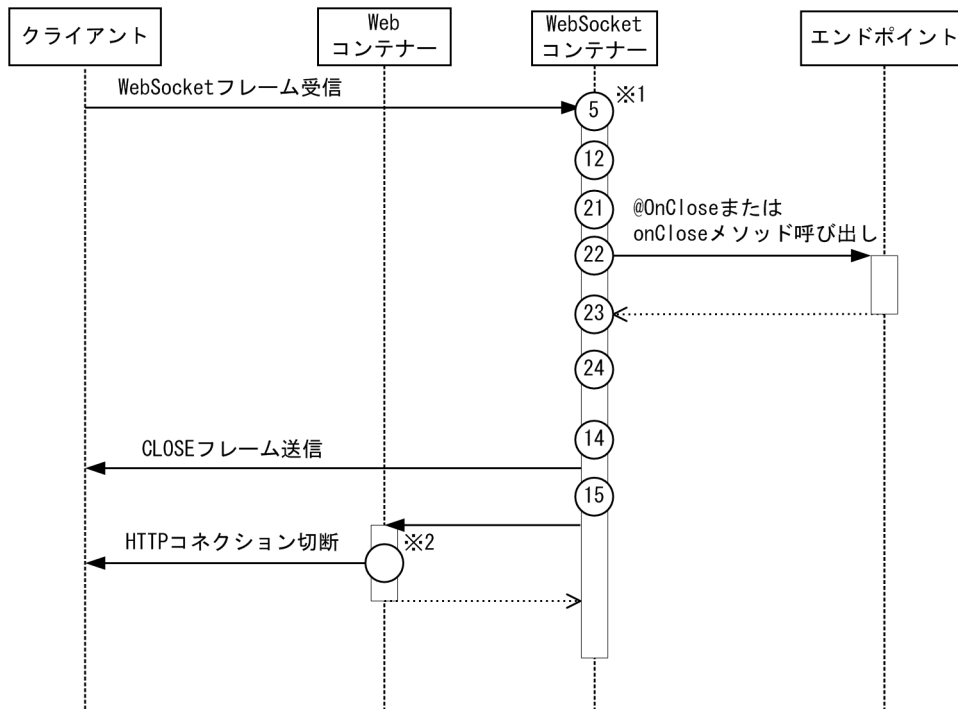 クライアント
Web
コンテナー
WebSocket
コンテナー
エンドポイント
WebSocketフレーム受信
5
※1
12
21
@OnCloseまたは
onCloseメソッド呼び出し
22
23
24
14
CLOSEフレーム送信
15
HTTPコネクション切断
※2